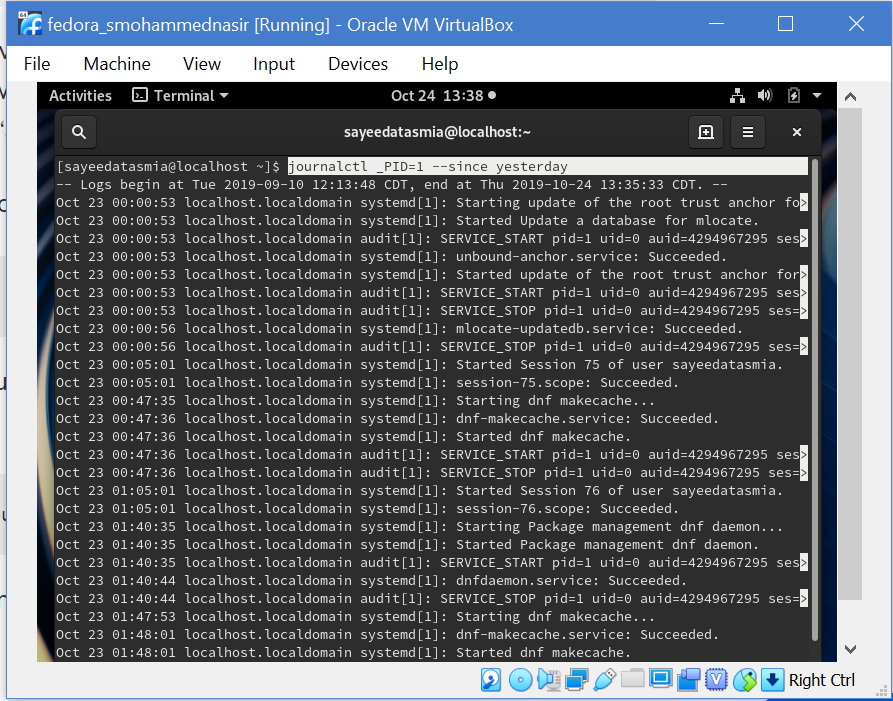 fedora_smohammednasir [Running] - Oracle VM VirtualBox
File Machine View Input Devices Help
Activities Terminal Oct 24 13:38
sayeedatasmia@localhost:~
[sayeedatasmia@localhost ~]$ journalctl _PID=1 --since yesterday
-- Logs begin at Tue 2019-09-10 12:13:48 CDT, end at Thu 2019-10-24 13:35:33 CDT. --
Oct 23 00:00:53 localhost.localdomain systemd[1]: Starting update of the root trust anchor fo>
Oct 23 00:00:53 localhost.localdomain systemd[1]: Started Update a database for mlocate.
Oct 23 00:00:53 localhost.localdomain audit[1]: SERVICE_START pid=1 uid=0 auid=4294967295 ses>
Oct 23 00:00:53 localhost.localdomain systemd[1]: unbound-anchor.service: Succeeded.
Oct 23 00:00:53 localhost.localdomain systemd[1]: Started update of the root trust anchor for>
Oct 23 00:00:53 localhost.localdomain audit[1]: SERVICE_START pid=1 uid=0 auid=4294967295 ses>
Oct 23 00:00:53 localhost.localdomain audit[1]: SERVICE_STOP pid=1 uid=0 auid=4294967295 ses=>
Oct 23 00:00:56 localhost.localdomain systemd[1]: mlocate-updatedb.service: Succeeded.
Oct 23 00:00:56 localhost.localdomain audit[1]: SERVICE_STOP pid=1 uid=0 auid=4294967295 ses=>
Oct 23 00:05:01 localhost.localdomain systemd[1]: Started Session 75 of user sayeedatasmia.
Oct 23 00:05:01 localhost.localdomain systemd[1]: session-75.scope: Succeeded.
Oct 23 00:47:35 localhost.localdomain systemd[1]: Starting dnf makecache...
Oct 23 00:47:36 localhost.localdomain systemd[1]: dnf-makecache.service: Succeeded.
Oct 23 00:47:36 localhost.localdomain systemd[1]: Started dnf makecache.
Oct 23 00:47:36 localhost.localdomain audit[1]: SERVICE_START pid=1 uid=0 auid=4294967295 ses>
Oct 23 00:47:36 localhost.localdomain audit[1]: SERVICE_STOP pid=1 uid=0 auid=4294967295 ses=>
Oct 23 01:05:01 localhost.localdomain systemd[1]: Started Session 76 of user sayeedatasmia.
Oct 23 01:05:01 localhost.localdomain systemd[1]: session-76.scope: Succeeded.
Oct 23 01:40:35 localhost.localdomain systemd[1]: Starting Package management dnf daemon...
Oct 23 01:40:35 localhost.localdomain systemd[1]: Started Package management dnf daemon.
Oct 23 01:40:35 localhost.localdomain audit[1]: SERVICE_START pid=1 uid=0 auid=4294967295 ses>
Oct 23 01:40:44 localhost.localdomain systemd[1]: dnfdaemon.service: Succeeded.
Oct 23 01:40:44 localhost.localdomain audit[1]: SERVICE_STOP pid=1 uid=0 auid=4294967295 ses=>
Oct 23 01:47:53 localhost.localdomain systemd[1]: Starting dnf makecache...
Oct 23 01:48:01 localhost.localdomain systemd[1]: dnf-makecache.service: Succeeded.
Oct 23 01:48:01 localhost.localdomain systemd[1]: Started dnf makecache.
Right Ctrl